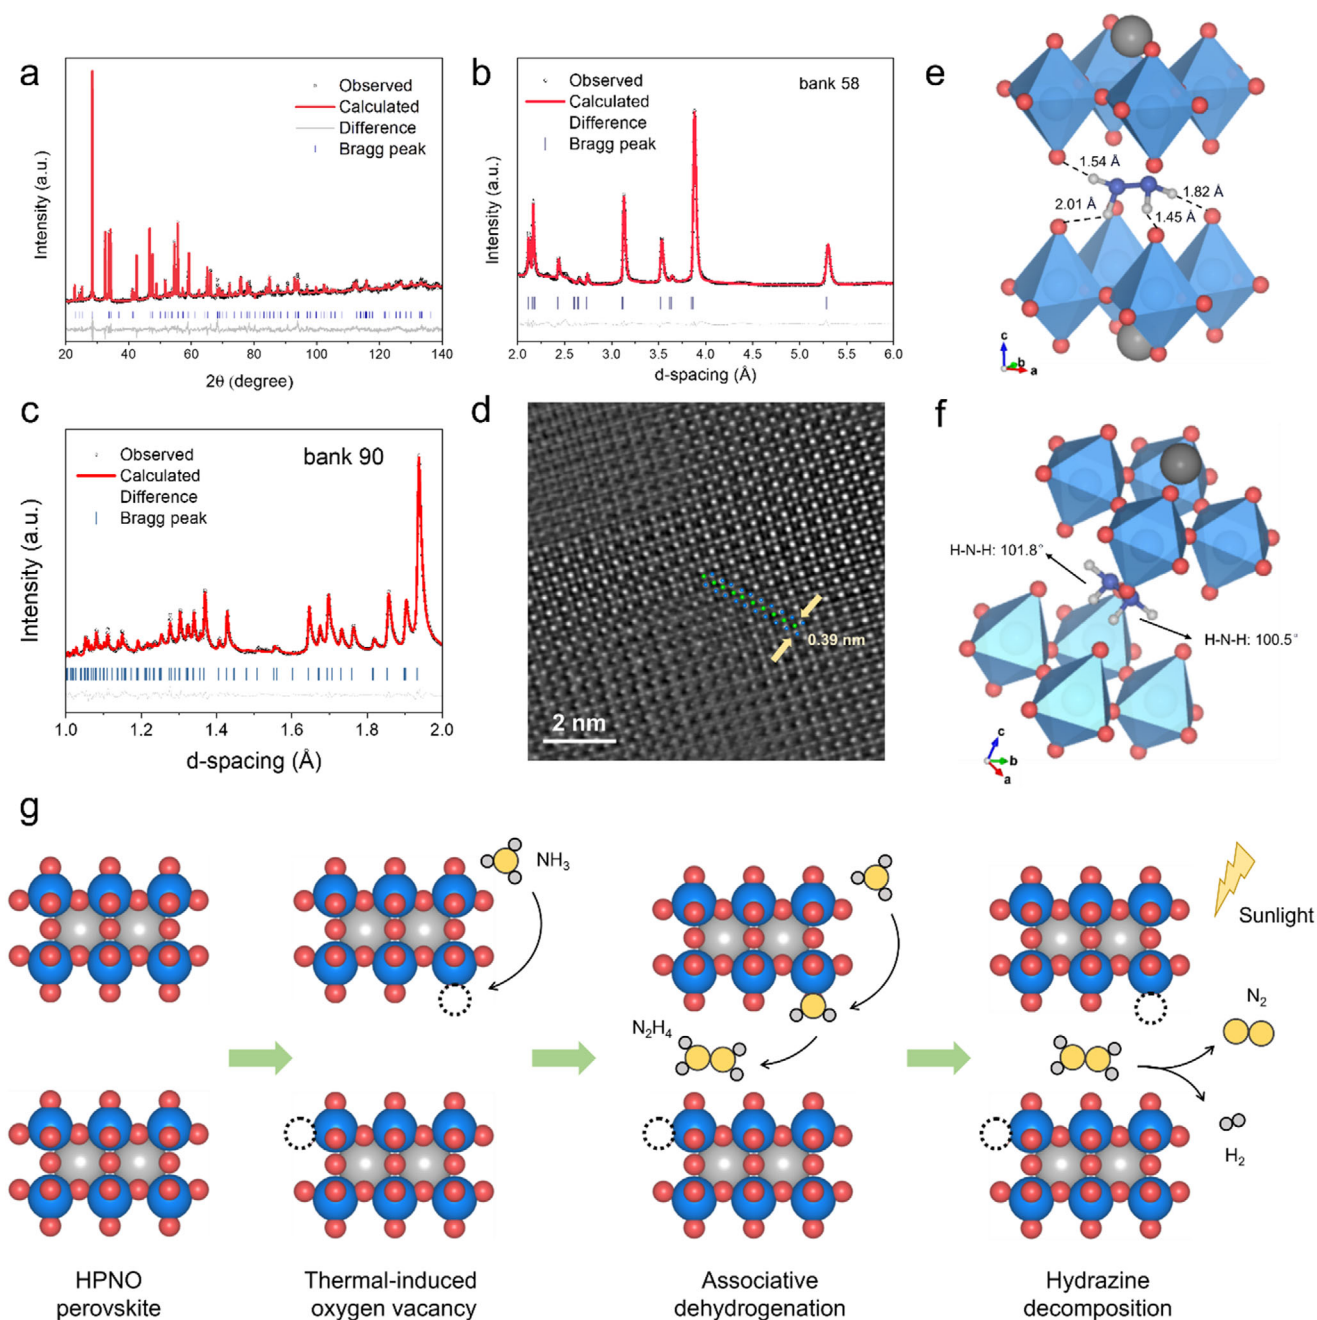 a
Observed
Calculated
Difference
Bragg peak
Intensity (a.u.)
20
40
60
80
100
120
140
2θ (degree)
b
Observed
Calculated
Difference
Bragg peak
bank 58
Intensity (a.u.)
2.0
2.5
3.0
3.5
4.0
4.5
5.0
5.5
6.0
d-spacing (Å)
e
1.54 Å
1.82 Å
2.01 Å
1.45 Å
c
b
a
c
Observed
Calculated
Difference
Bragg peak
bank 90
Intensity (a.u.)
1.0
1.2
1.4
1.6
1.8
2.0
d-spacing (Å)
d
0.39 nm
2 nm
f
H-N-H: 101.8°
H-N-H: 100.5°
c
b
a
g
NH3
N2H4
Sunlight
N2
H2
HPNO
perovskite
Thermal-induced
oxygen vacancy
Associative
dehydrogenation
Hydrazine
decomposition